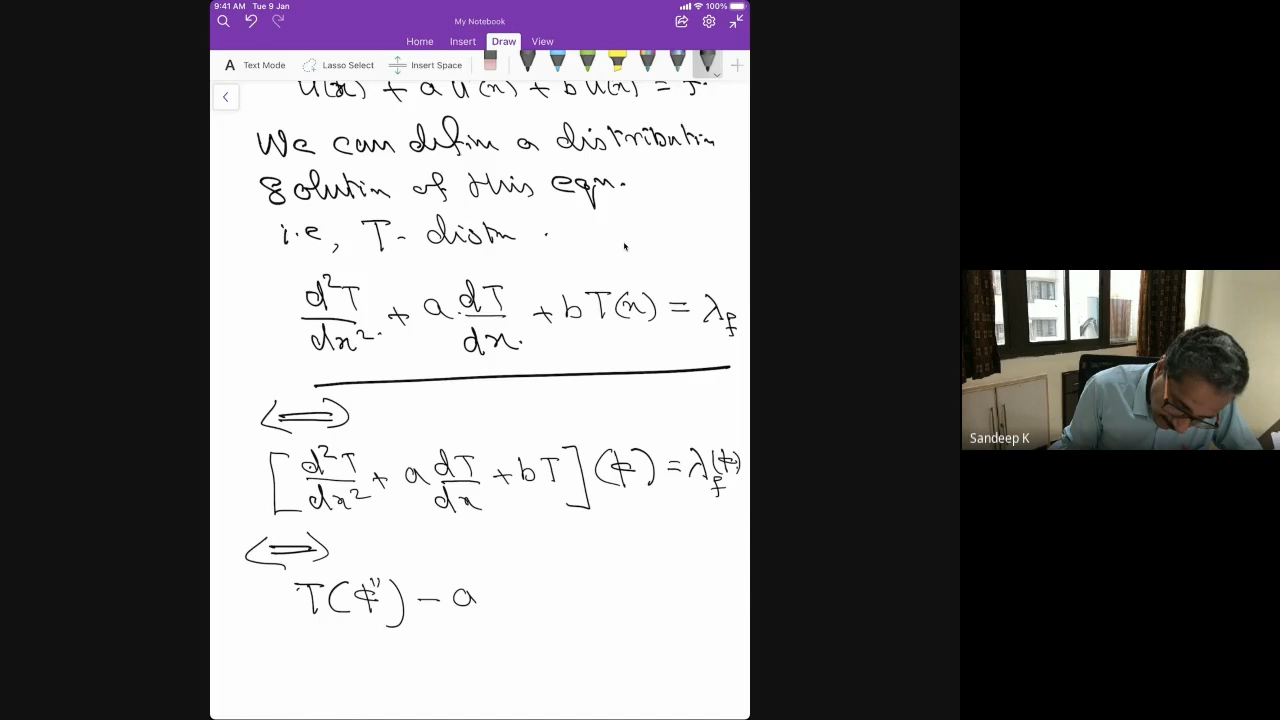 9:41 AM Tue 9 Jan
100%
My Notebook
Home Insert Draw View
A Text Mode Lasso Select Insert Space
u''(x) + a u'(x) + b u(x) = f.
We can define a distribution
solution of this eqn.
i.e, T - distn .
d²T/dx² + a dT/dx + bT(x) = λ_f
⟺
[d²T/dx² + a dT/dx + bT](ϕ) = λ_f(ϕ)
⟺
T(ϕ'') - a
Sandeep K